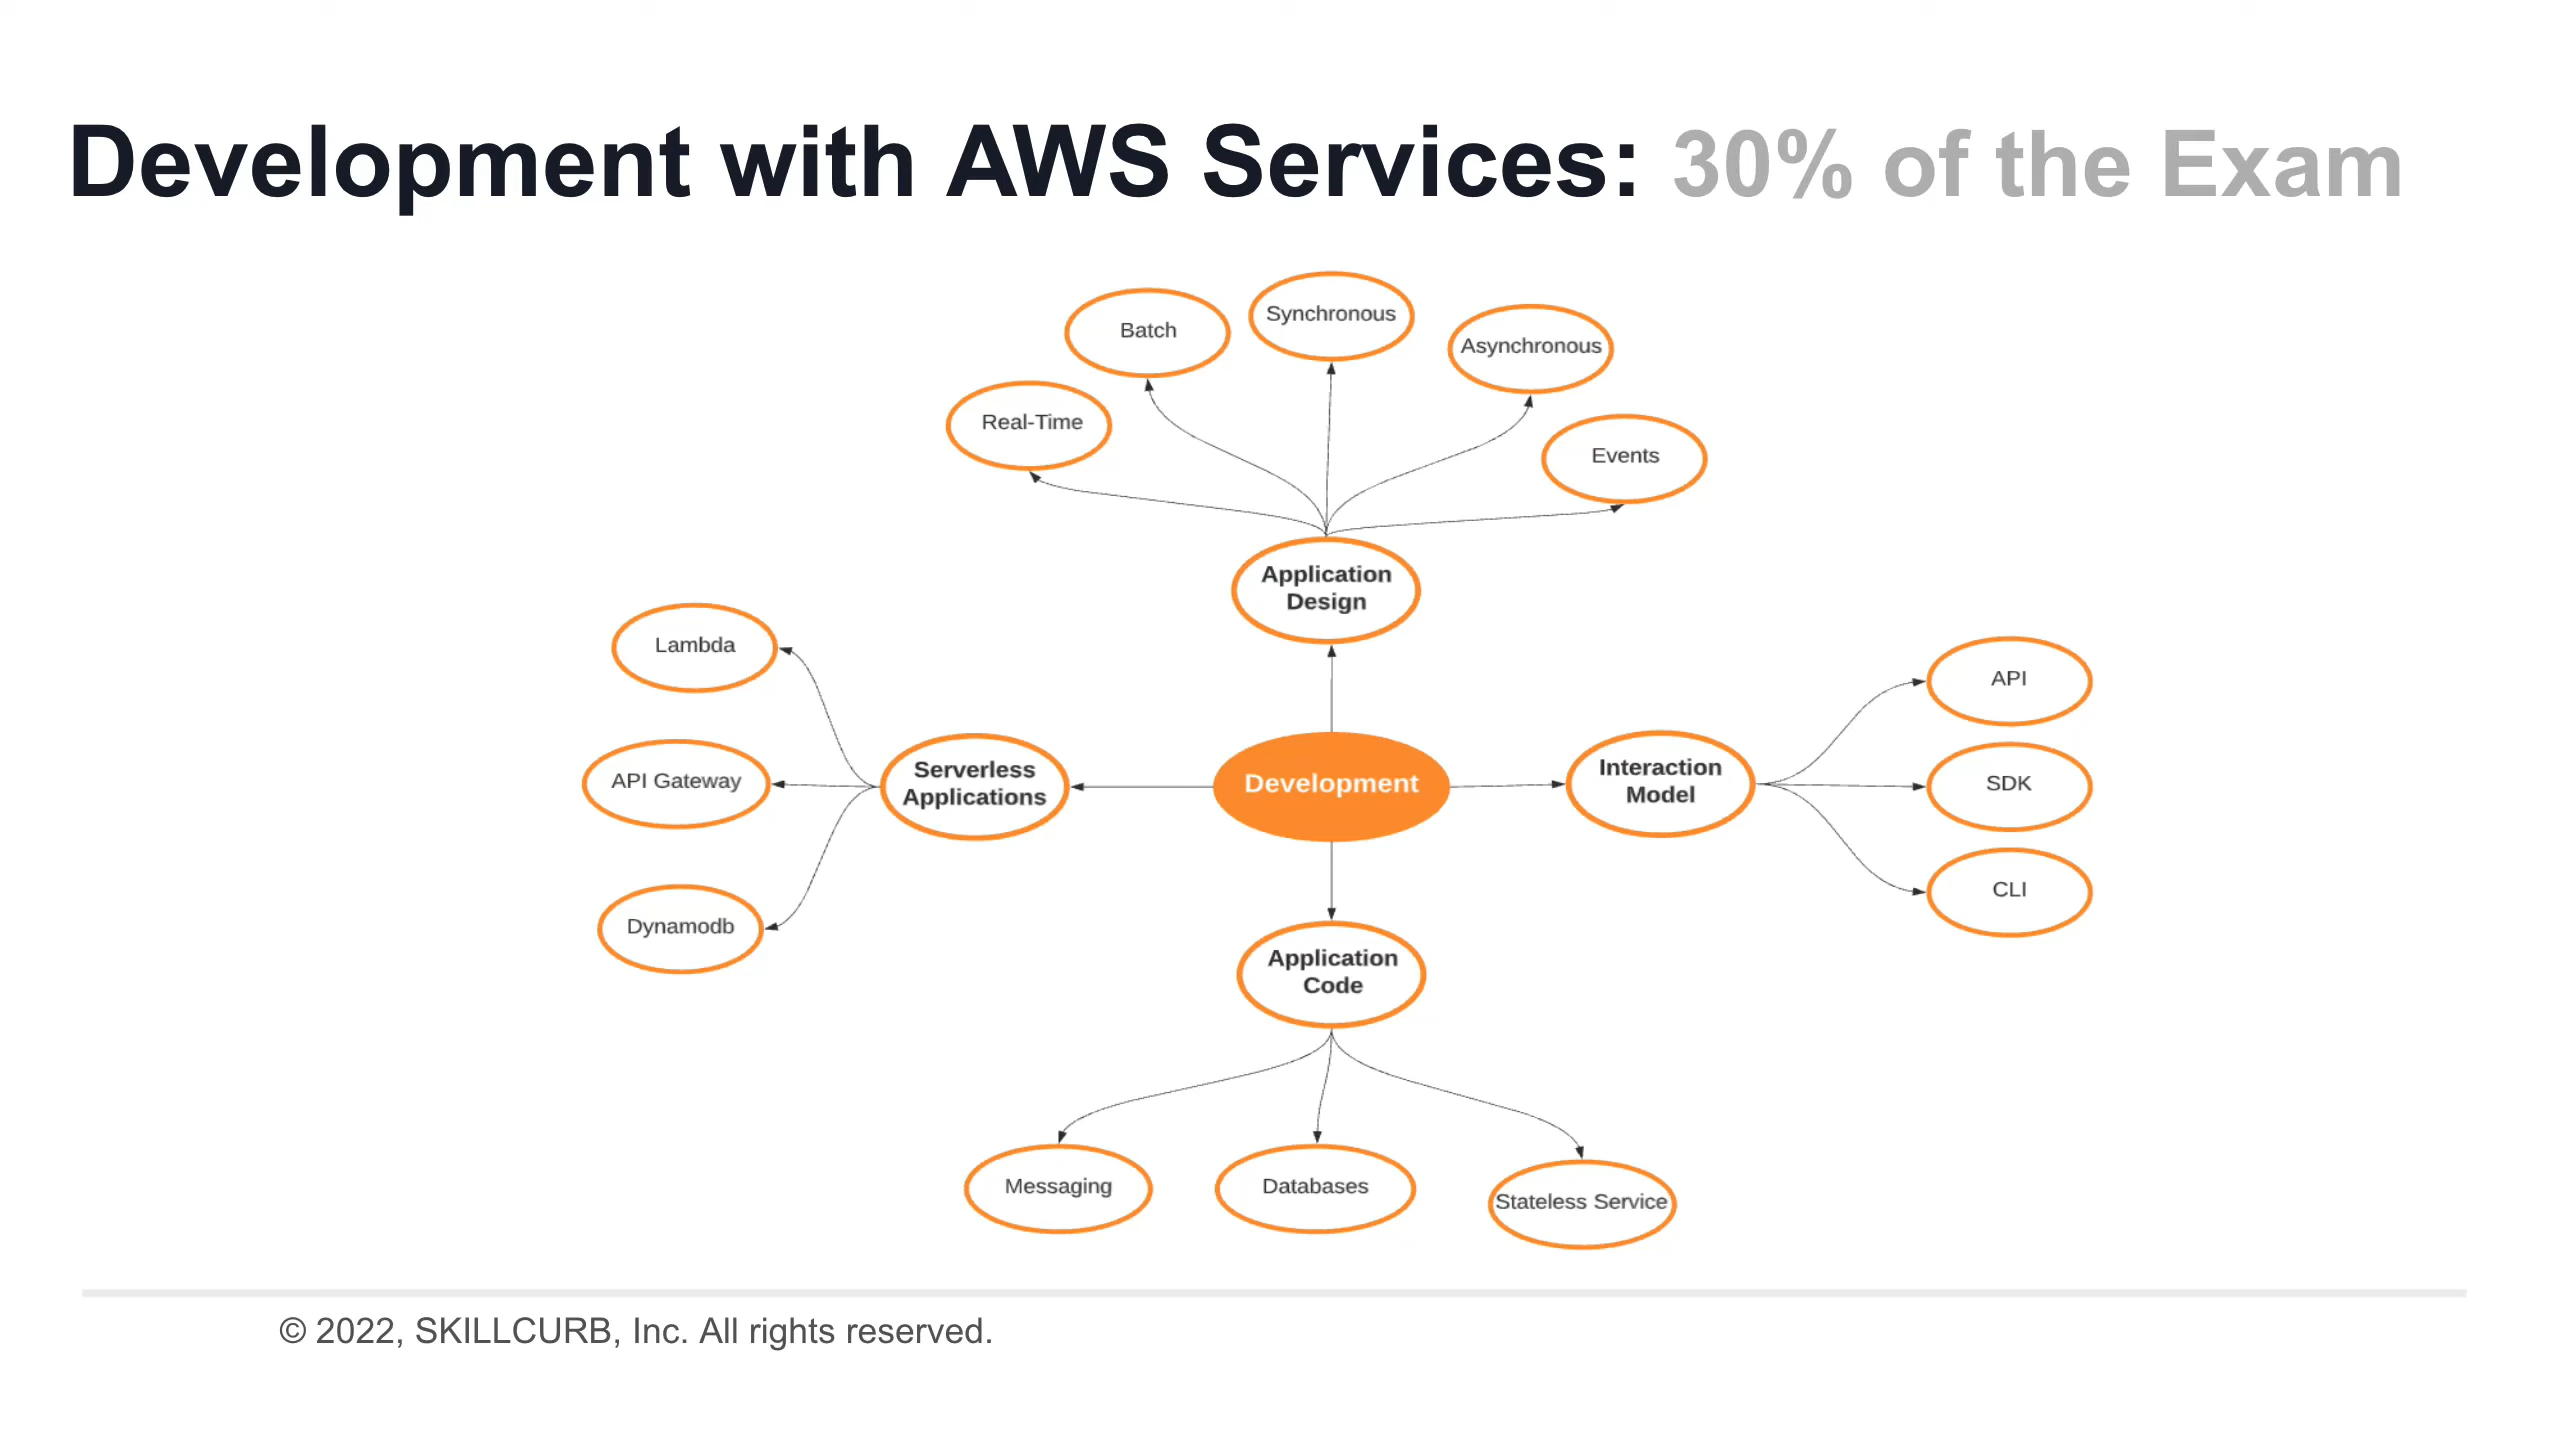 Development with AWS Services: 30% of the Exam
Synchronous
Batch
Asynchronous
Real-Time
Events
Application
Design
Lambda
API
Serverless
Applications
API Gateway
Development
Interaction
Model
SDK
Dynamodb
CLI
Application
Code
Messaging
Databases
Stateless Service
© 2022, SKILLCURB, Inc. All rights reserved.